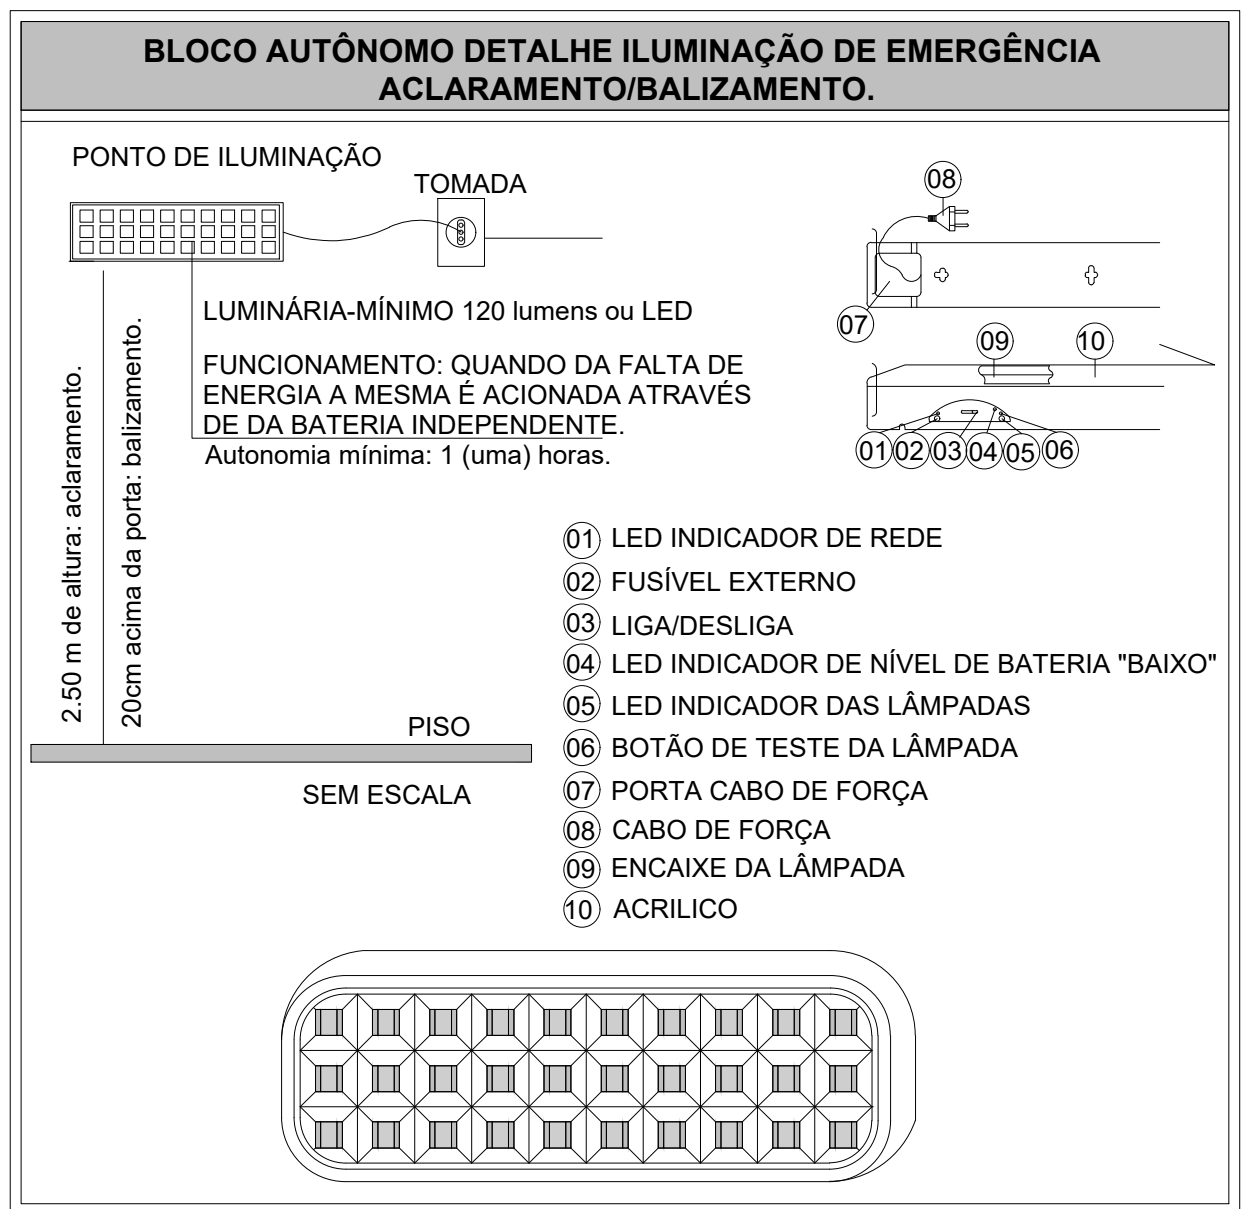 BLOCO AUTÔNOMO DETALHE ILUMINAÇÃO DE EMERGÊNCIA
ACLARAMENTO/BALIZAMENTO.
PONTO DE ILUMINAÇÃO
TOMADA
LUMINÁRIA-MÍNIMO 120 lumens ou LED
FUNCIONAMENTO: QUANDO DA FALTA DE
ENERGIA A MESMA É ACIONADA ATRAVÉS
DE DA BATERIA INDEPENDENTE.
Autonomia mínima: 1 (uma) horas.
2.50 m de altura: aclaramento.
20cm acima da porta: balizamento.
PISO
SEM ESCALA
08
07
09
10
01
02
03
04
05
06
01 LED INDICADOR DE REDE
02 FUSÍVEL EXTERNO
03 LIGA/DESLIGA
04 LED INDICADOR DE NÍVEL DE BATERIA "BAIXO"
05 LED INDICADOR DAS LÂMPADAS
06 BOTÃO DE TESTE DA LÂMPADA
07 PORTA CABO DE FORÇA
08 CABO DE FORÇA
09 ENCAIXE DA LÂMPADA
10 ACRILICO